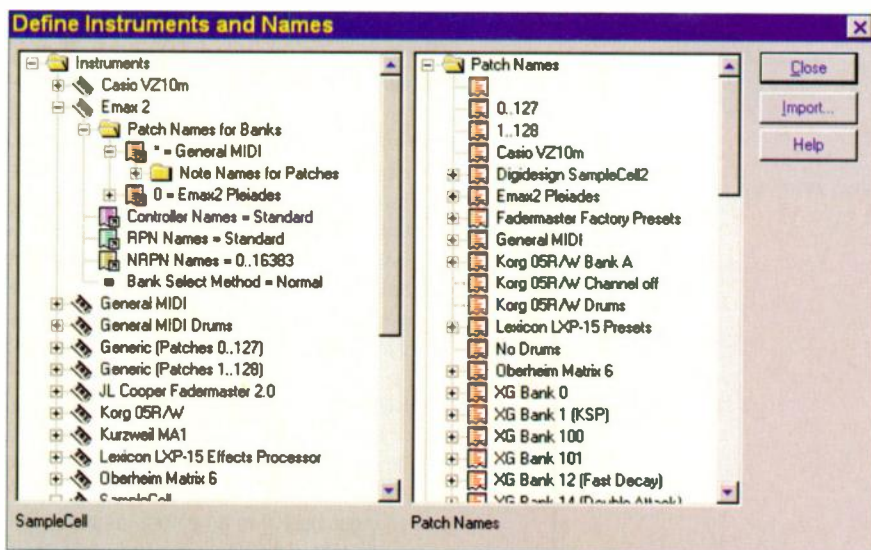 Define Instruments and Names
Instruments
Casio VZ10m
Emax 2
Patch Names for Banks
* = General MIDI
Note Names for Patches
0 = Emax2 Pleiades
Controller Names = Standard
RPN Names = Standard
NRPN Names = 0..16383
Bank Select Method = Normal
General MIDI
General MIDI Drums
Generic (Patches 0..127)
Generic (Patches 1..128)
JL Cooper Fadermaster 2.0
Korg 05R/W
Kurzweil MA1
Lexicon LXP-15 Effects Processor
Oberheim Matrix 6
SampleCell
SampleCell
Patch Names
0..127
1..128
Casio VZ10m
Digidesign SampleCell2
Emax2 Pleiades
Fadermaster Factory Presets
General MIDI
Korg 05R/W Bank A
Korg 05R/W Channel off
Korg 05R/W Drums
Lexicon LXP-15 Presets
No Drums
Oberheim Matrix 6
XG Bank 0
XG Bank 1 (KSP)
XG Bank 100
XG Bank 101
XG Bank 12 (Fast Decay)
XG Bank 14 (Double Attack)
Patch Names
Close
Import...
Help